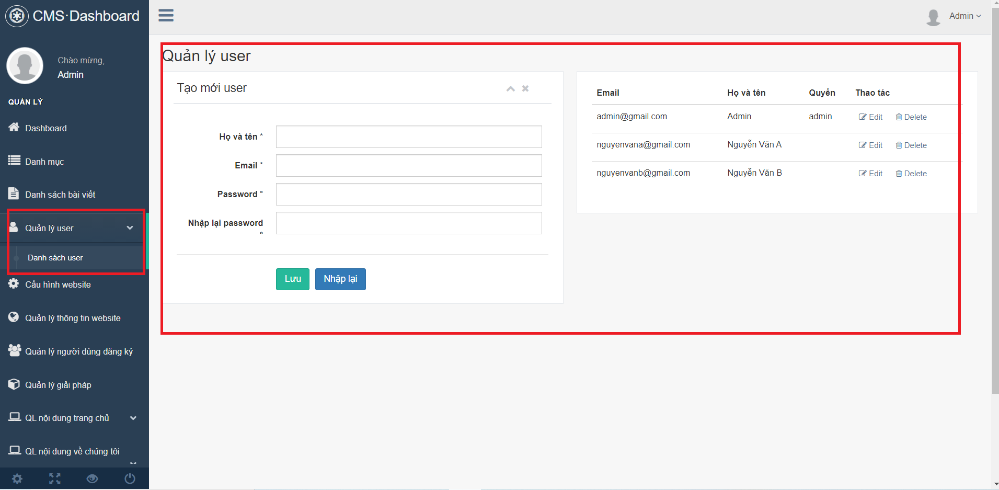 CMS·Dashboard
Chào mừng,
Admin
QUẢN LÝ
Dashboard
Danh mục
Danh sách bài viết
Quản lý user
Danh sách user
Cấu hình website
Quản lý thông tin website
Quản lý người dùng đăng ký
Quản lý giải pháp
QL nội dung trang chủ
QL nội dung về chúng tôi
Admin
Quản lý user
Tạo mới user
Họ và tên *
Email *
Password *
Nhập lại password
*
Lưu Nhập lại
Email Họ và tên Quyền Thao tác
admin@gmail.com Admin admin Edit Delete
nguyenvana@gmail.com Nguyễn Văn A Edit Delete
nguyenvanb@gmail.com Nguyễn Văn B Edit Delete